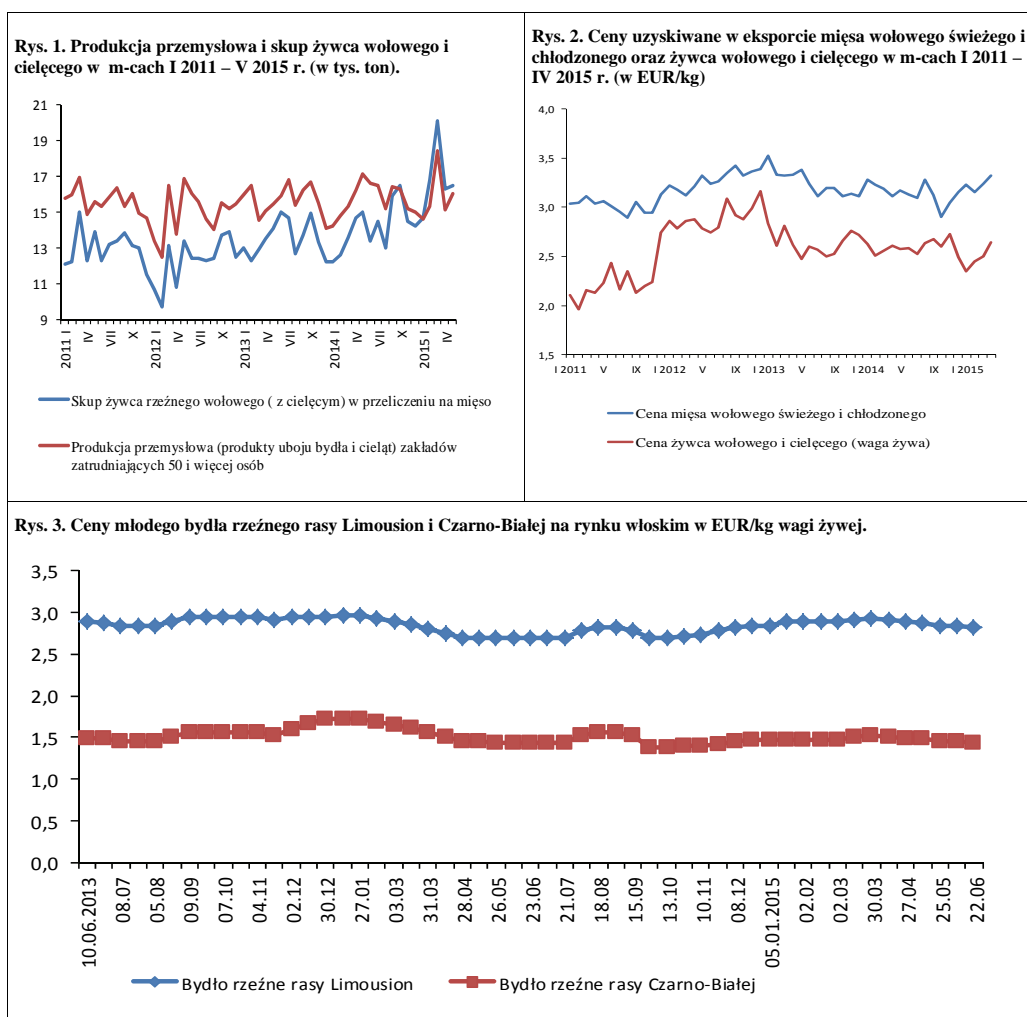 Rys. 1. Produkcja przemysłowa i skup żywca wołowego i
cielęcego w m-cach I 2011 – V 2015 r. (w tys. ton).
21
19
17
15
13
11
9
2011 I
IV
VII
X
2012 I
IV
VII
X
2013 I
IV
VII
X
2014 I
IV
VII
X
2015 I
IV
Skup żywca rzeźnego wołowego ( z cielęcym) w przeliczeniu na mięso
Produkcja przemysłowa (produkty uboju bydła i cieląt) zakładów
zatrudniających 50 i więcej osób
Rys. 2. Ceny uzyskiwane w eksporcie mięsa wołowego świeżego i
chłodzonego oraz żywca wołowego i cielęcego w m-cach I 2011 –
IV 2015 r. (w EUR/kg)
4,0
3,5
3,0
2,5
2,0
1,5
I 2011
V
IX
I 2012
V
IX
I 2013
V
IX
I 2014
V
IX
I 2015
Cena mięsa wołowego świeżego i chłodzonego
Cena żywca wołowego i cielęcego (waga żywa)
Rys. 3. Ceny młodego bydła rzeźnego rasy Limousion i Czarno-Białej na rynku włoskim w EUR/kg wagi żywej.
3,5
3,0
2,5
2,0
1,5
1,0
0,5
0,0
10.06.2013
08.07
05.08
09.09
07.10
04.11
02.12
30.12
27.01
03.03
31.03
28.04
26.05
23.06
21.07
18.08
15.09
13.10
10.11
08.12
05.01.2015
02.02
02.03
30.03
27.04
25.05
22.06
Bydło rzeźne rasy Limousion
Bydło rzeźne rasy Czarno-Białej